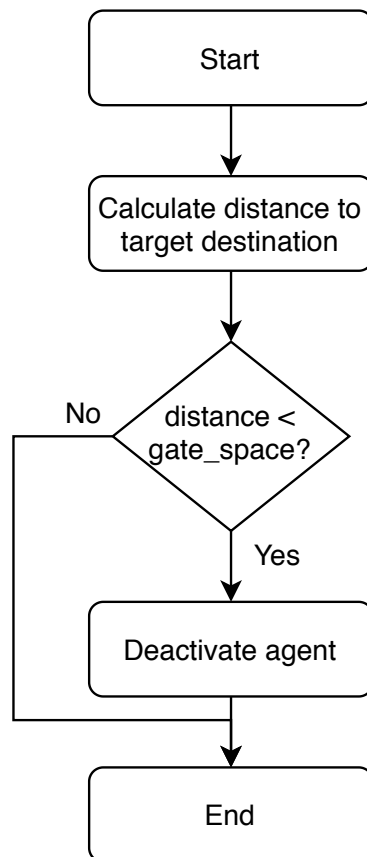 Start
Calculate distance to
target destination
No
distance <
gate_space?
Yes
Deactivate agent
End